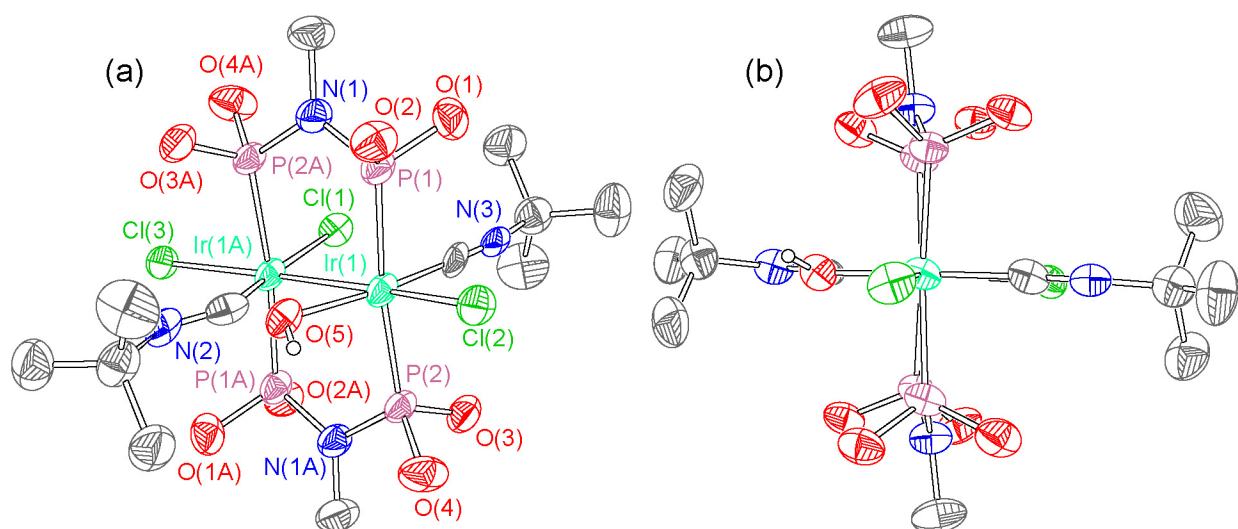 (a)
O(4A)
N(1)
O(1)
O(2)
O(3A)
P(2A)
P(1)
Cl(1)
N(3)
Cl(3)
Ir(1A)
Ir(1)
O(5)
Cl(2)
N(2)
P(1A)
O(2A)
P(2)
O(1A)
N(1A)
O(3)
O(4)
(b)